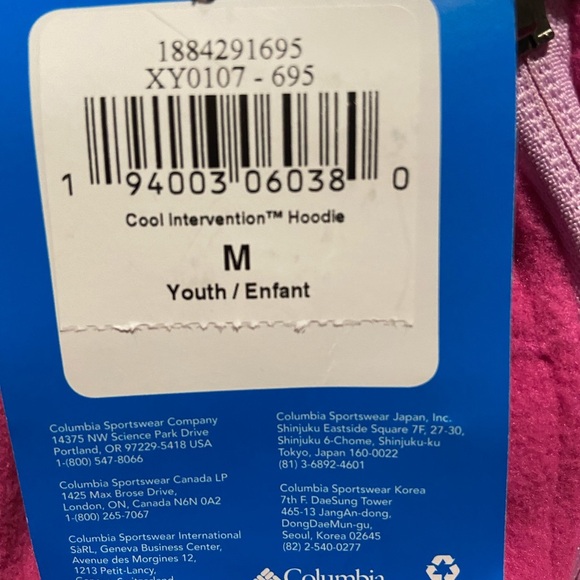 1884291695
XY0107 - 695
1 94003 06038 0
Cool Intervention™ Hoodie
M
Youth / Enfant
Columbia Sportswear Company
14375 NW Science Park Drive
Portland, OR 97229-5418 USA
1-(800) 547-8066
Columbia Sportswear Canada LP
1425 Max Brose Drive,
London, ON, Canada N6N 0A2
1-(800) 265-7067
Columbia Sportswear International
SàRL, Geneva Business Center,
Avenue des Morgines 12,
1213 Petit-Lancy,
Geneva Switzerland
Columbia Sportswear Japan, Inc.
Shinjuku Eastside Square 7F, 27-30,
Shinjuku 6-Chome, Shinjuku-ku
Tokyo, Japan 160-0022
(81) 3-6892-4601
Columbia Sportswear Korea
7th F. DaeSung Tower
465-13 JangAn-dong,
DongDaeMun-gu,
Seoul, Korea 02645
(82) 2-540-0277
Columbia